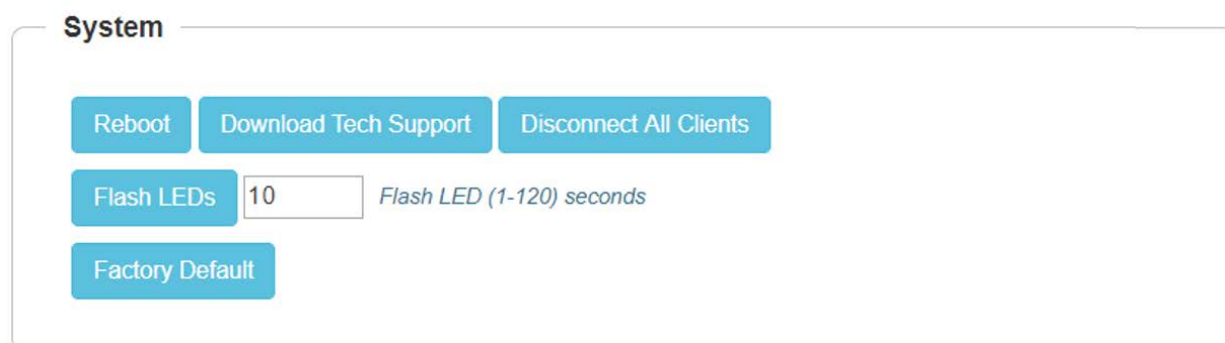 System
Reboot Download Tech Support Disconnect All Clients
Flash LEDs 10 Flash LED (1-120) seconds
Factory Default